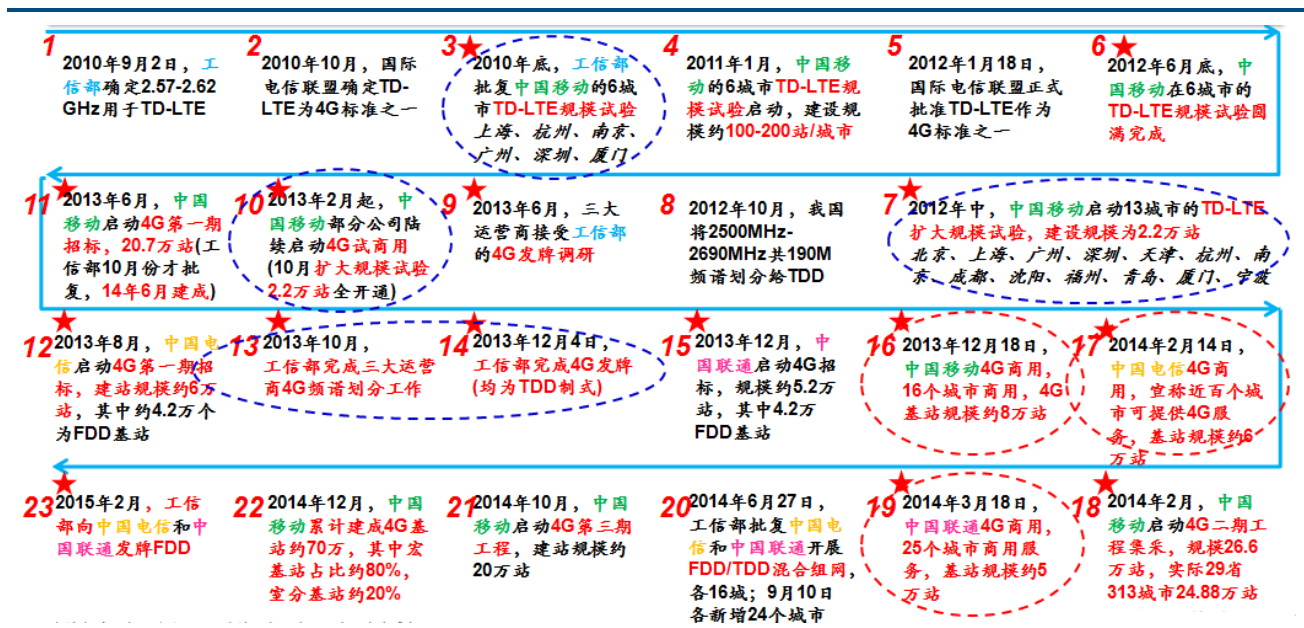 1
2010年9月2日，工
信部确定2.57-2.62
GHz用于TD-LTE
2
2010年10月，国际
电信联盟确定TD-
LTE为4G标准之一
3
2010年底，工信部
批复中国移动的6城
市TD-LTE规模试验
上海、杭州、南京、
广州、深圳、厦门
4
2011年1月，中国移
动的6城市TD-LTE规
模试验启动，建设规
模约100-200站/城市
5
2012年1月18日，
国际电信联盟正式
批准TD-LTE作为
4G标准之一
6
2012年6月底，中
国移动在6城市的
TD-LTE规模试验圆
满完成
7
2012年中，中国移动启动13城市的TD-LTE
扩大规模试验，建设规模为2.2万站
北京、上海、广州、深圳、天津、杭州、南
京、成都、沈阳、福州、青岛、厦门、宁波
8
2012年10月，我国
将2500MHz-
2690MHz共190M
频谱划分给TDD
9
2013年6月，三大
运营商接受工信部
的4G发牌调研
10
2013年2月起，中
国移动部分公司陆
续启动4G试商用
(10月扩大规模试验
2.2万站全开通)
11
2013年6月，中国
移动启动4G第一期
招标，20.7万站(工
信部10月份才批
复，14年6月建成)
12
2013年8月，中国电
信启动4G第一期招
标，建站规模约6万
站，其中约4.2万个
为FDD基站
13
2013年10月，
工信部完成三大运营
商4G频谱划分工作
14
2013年12月4日，
工信部完成4G发牌
(均为TDD制式)
15
2013年12月，中
国联通启动4G招
标，规模约5.2万
站，其中4.2万
FDD基站
16
2013年12月18日，
中国移动4G商用，
16个城市商用，4G
基站规模约8万站
17
2014年2月14日，
中国电信4G商
用，宣称近百个城
市可提供4G服
务，基站规模约6
万站
18
2014年2月，中国
移动启动4G二期工
程集采，规模26.6
万站，实际29省
313城市24.88万站
19
2014年3月18日，
中国联通4G商用，
25个城市商用服
务，基站规模约5
万站
20
2014年6月27日，
工信部批复中国电
信和中国联通开展
FDD/TDD混合组网，
各16城；9月10日
各新增24个城市
21
2014年10月，中国
移动启动4G第三期
工程，建站规模约
20万站
22
2014年12月，中国
移动累计建成4G基
站约70万，其中宏
基站占比约80%，
室分基站约20%
23
2015年2月，工信
部向中国电信和中
国联通发牌FDD